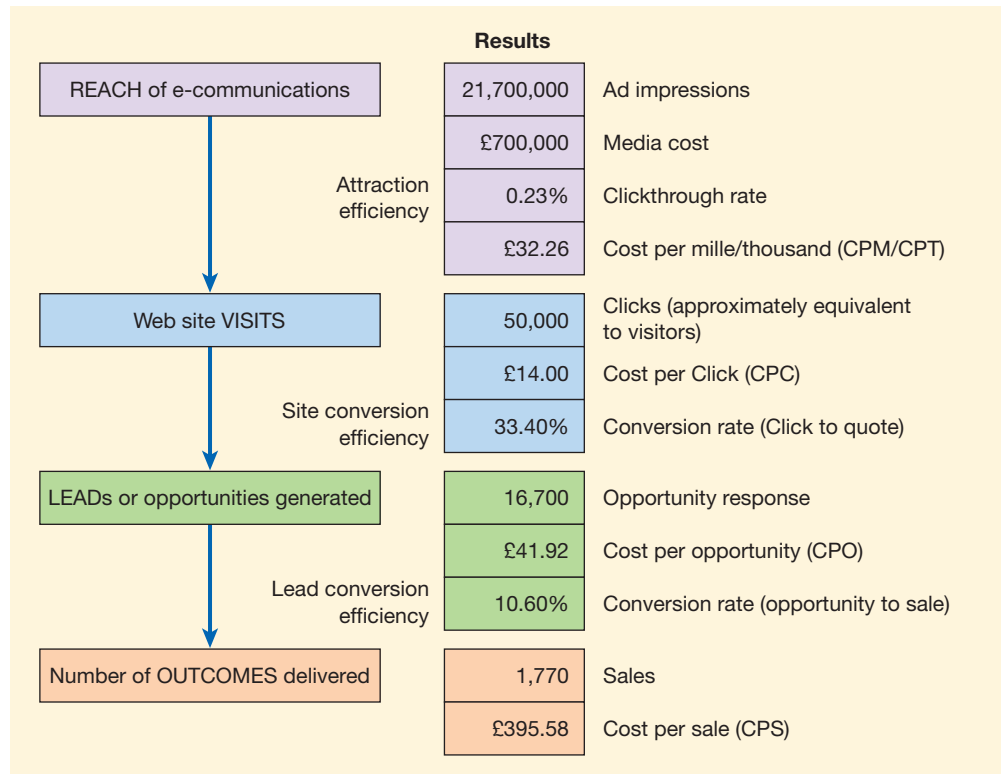 Results
REACH of e-communications
21,700,000
Ad impressions
£700,000
Media cost
Attraction
efficiency
0.23%
Clickthrough rate
£32.26
Cost per mille/thousand (CPM/CPT)
Web site VISITS
50,000
Clicks (approximately equivalent
to visitors)
£14.00
Cost per Click (CPC)
Site conversion
efficiency
33.40%
Conversion rate (Click to quote)
LEADs or opportunities generated
16,700
Opportunity response
£41.92
Cost per opportunity (CPO)
Lead conversion
efficiency
10.60%
Conversion rate (opportunity to sale)
Number of OUTCOMES delivered
1,770
Sales
£395.58
Cost per sale (CPS)